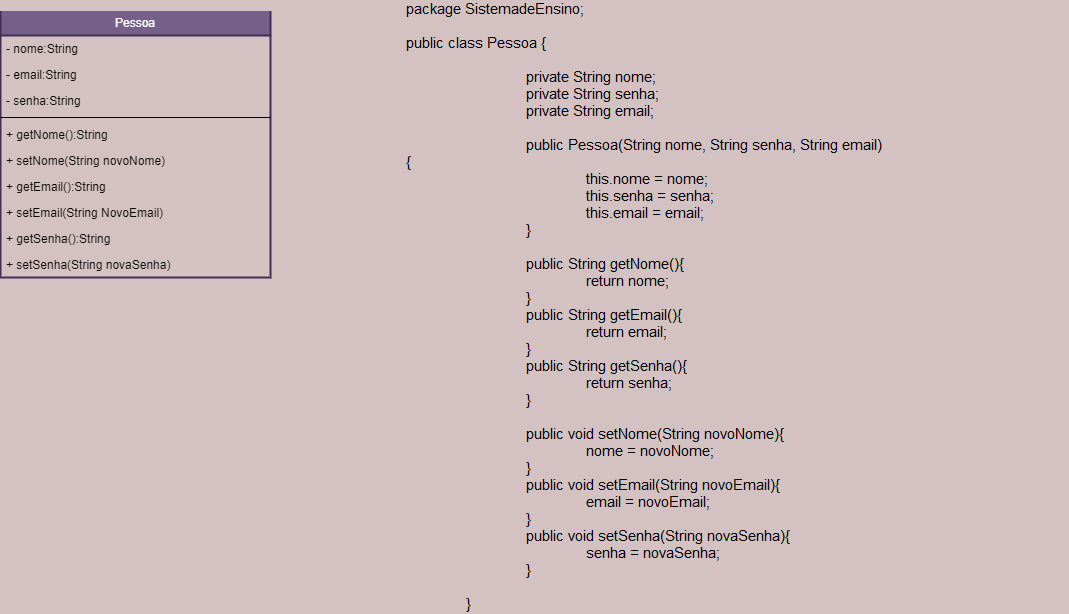 Pessoa
- nome:String
- email:String
- senha:String
+ getNome():String
+ setNome(String novoNome)
+ getEmail():String
+ setEmail(String NovoEmail)
+ getSenha():String
+ setSenha(String novaSenha)
package SistemadeEnsino;
public class Pessoa {
private String nome;
private String senha;
private String email;
public Pessoa(String nome, String senha, String email)
{
this.nome = nome;
this.senha = senha;
this.email = email;
}
public String getNome(){
return nome;
}
public String getEmail(){
return email;
}
public String getSenha(){
return senha;
}
public void setNome(String novoNome){
nome = novoNome;
}
public void setEmail(String novoEmail){
email = novoEmail;
}
public void setSenha(String novaSenha){
senha = novaSenha;
}
}